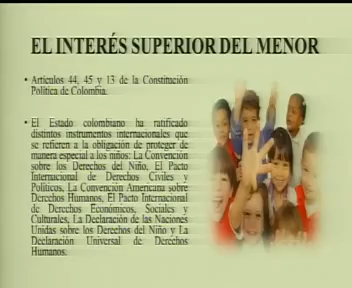 EL INTERÉS SUPERIOR DEL MENOR
• Artículos 44, 45 y 13 de la Constitución
Política de Colombia.
• El Estado colombiano ha ratificado
distintos instrumentos internacionales que
se refieren a la obligación de proteger de
manera especial a los niños: La Convención
sobre los Derechos del Niño, El Pacto
Internacional de Derechos Civiles y
Políticos, La Convención Americana sobre
Derechos Humanos, El Pacto Internacional
de Derechos Económicos, Sociales y
Culturales, La Declaración de las Naciones
Unidas sobre los Derechos del Niño y La
Declaración Universal de Derechos
Humanos.